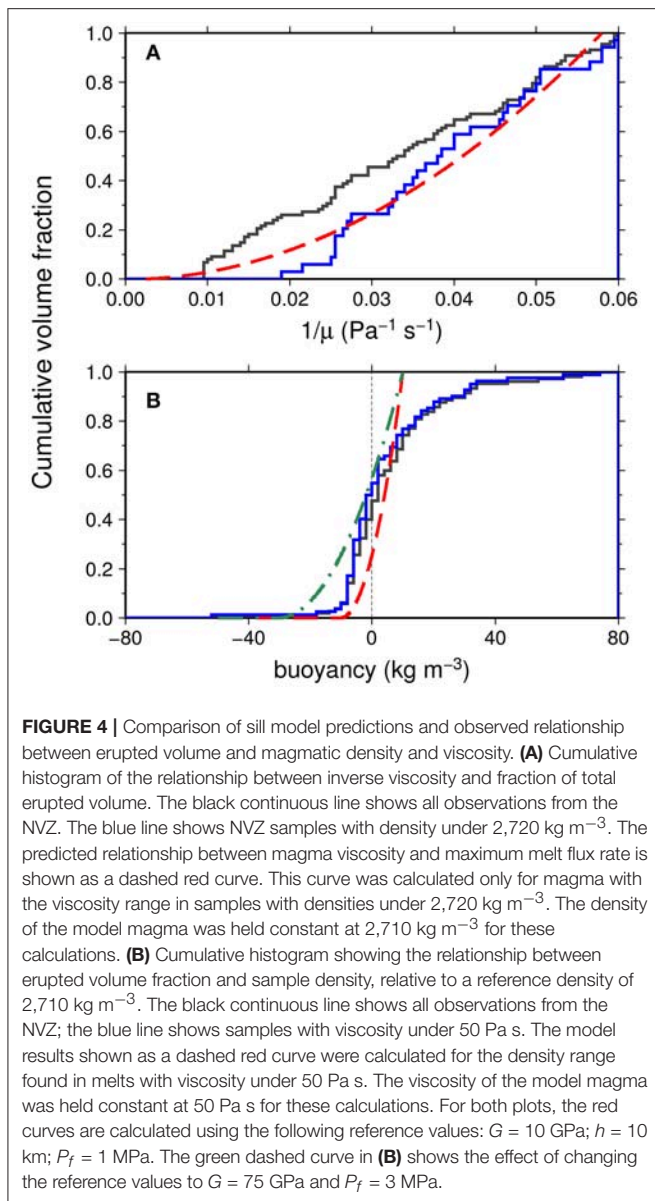 1.0
A
0.8
0.6
0.4
0.2
0.0
0.00 0.01 0.02 0.03 0.04 0.05 0.06
1/μ (Pa⁻¹ s⁻¹)
Cumulative volume fraction
1.0
B
0.8
0.6
0.4
0.2
0.0
−80 −40 0 40 80
buoyancy (kg m⁻³)
FIGURE 4 | Comparison of sill model predictions and observed relationship
between erupted volume and magmatic density and viscosity. (A) Cumulative
histogram of the relationship between inverse viscosity and fraction of total
erupted volume. The black continuous line shows all observations from the
NVZ. The blue line shows NVZ samples with density under 2,720 kg m⁻³. The
predicted relationship between magma viscosity and maximum melt flux rate is
shown as a dashed red curve. This curve was calculated only for magma with
the viscosity range in samples with densities under 2,720 kg m⁻³. The density
of the model magma was held constant at 2,710 kg m⁻³ for these
calculations. (B) Cumulative histogram showing the relationship between
erupted volume fraction and sample density, relative to a reference density of
2,710 kg m⁻³. The black continuous line shows all observations from the
NVZ; the blue line shows samples with viscosity under 50 Pa s. The model
results shown as a dashed red curve were calculated for the density range
found in melts with viscosity under 50 Pa s. The viscosity of the model magma
was held constant at 50 Pa s for these calculations. For both plots, the red
curves are calculated using the following reference values: G = 10 GPa; h = 10
km; P_f = 1 MPa. The green dashed curve in (B) shows the effect of changing
the reference values to G = 75 GPa and P_f = 3 MPa.